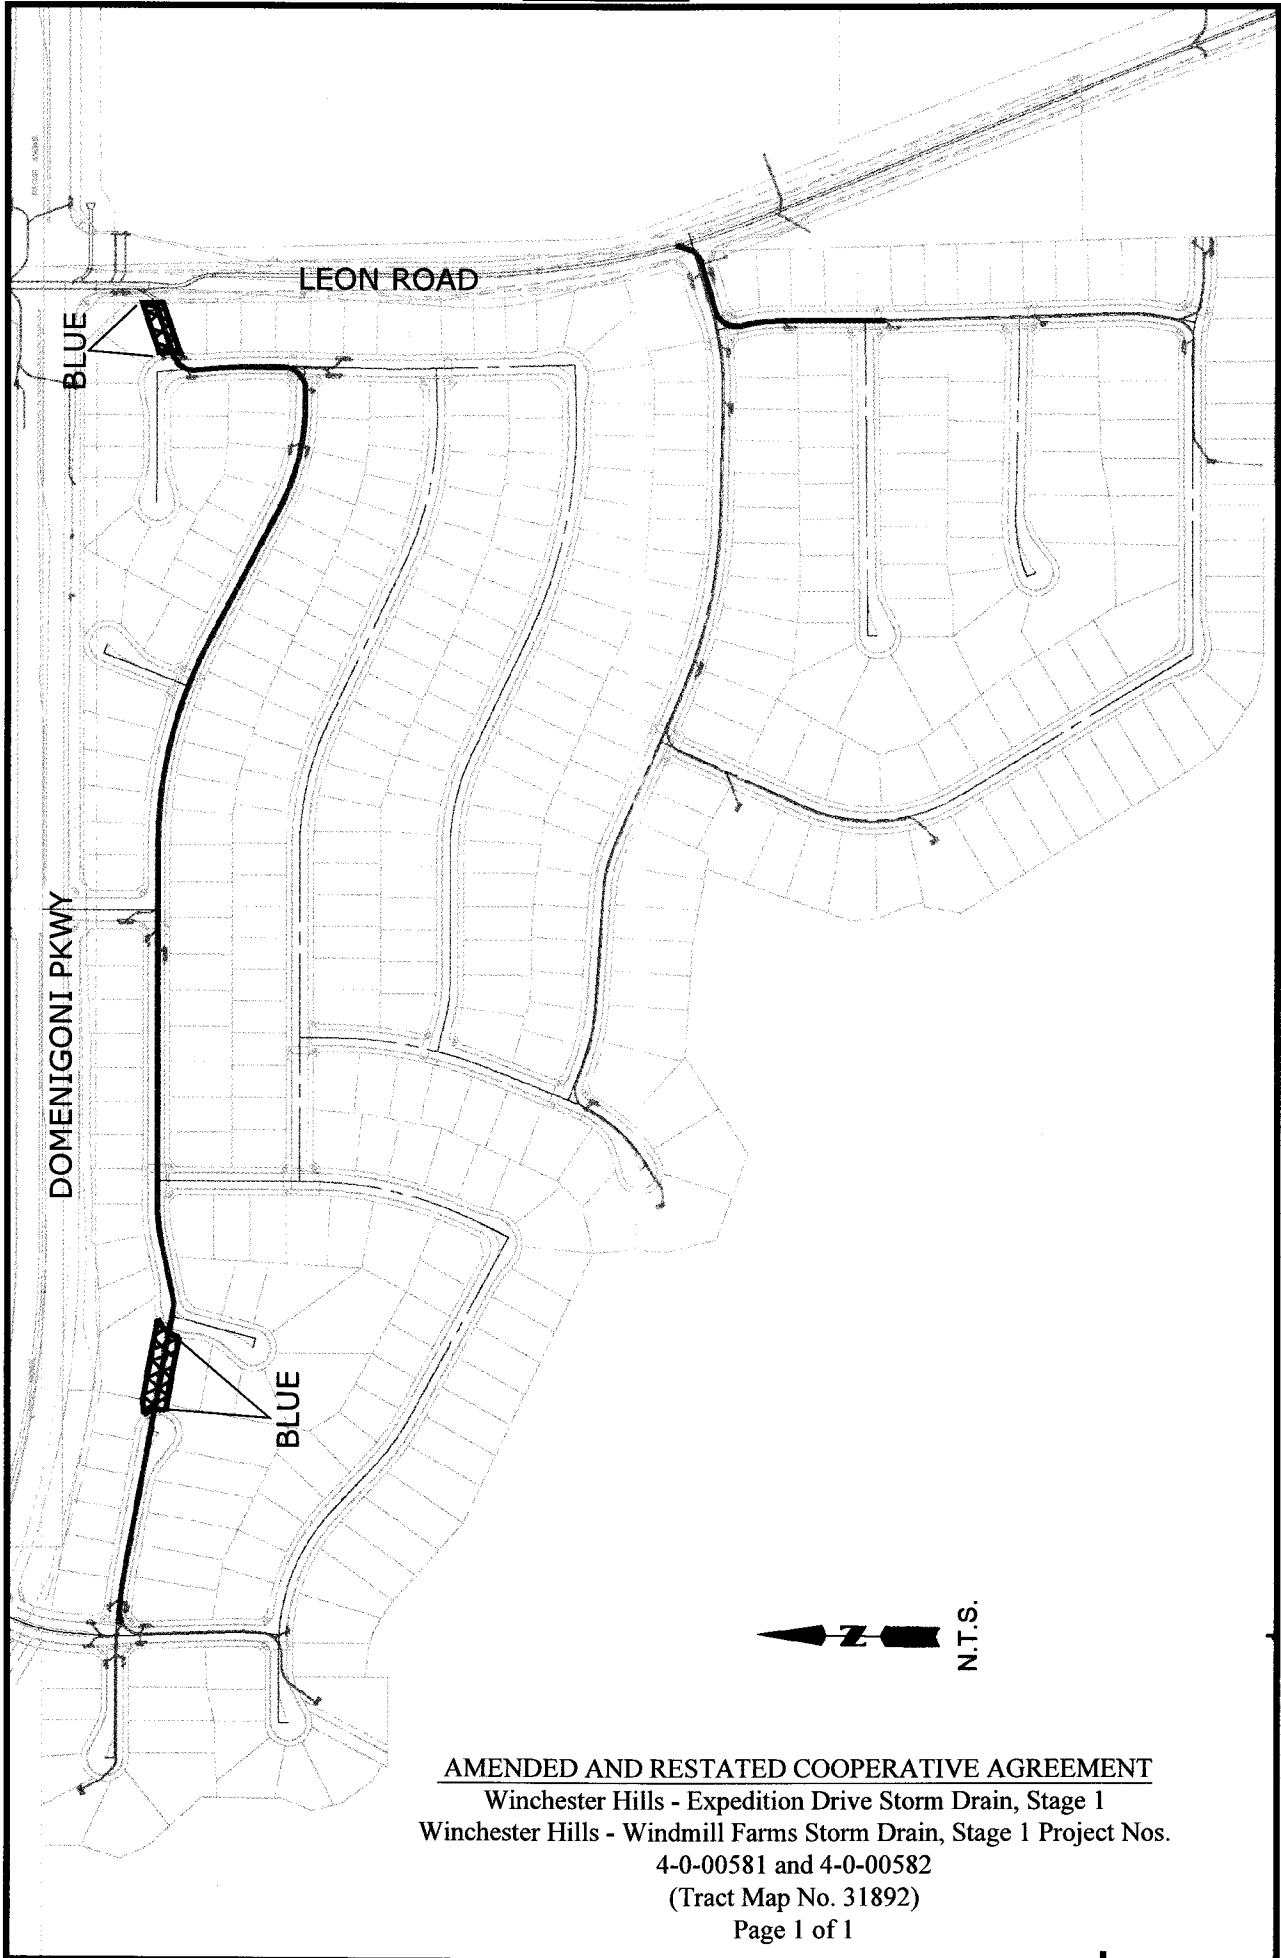 LEON ROAD
BLUE
DOMENIGONI PKWY
BLUE
Z
N.T.S.
AMENDED AND RESTATED COOPERATIVE AGREEMENT
Winchester Hills - Expedition Drive Storm Drain, Stage 1
Winchester Hills - Windmill Farms Storm Drain, Stage 1 Project Nos.
4-0-00581 and 4-0-00582
(Tract Map No. 31892)
Page 1 of 1